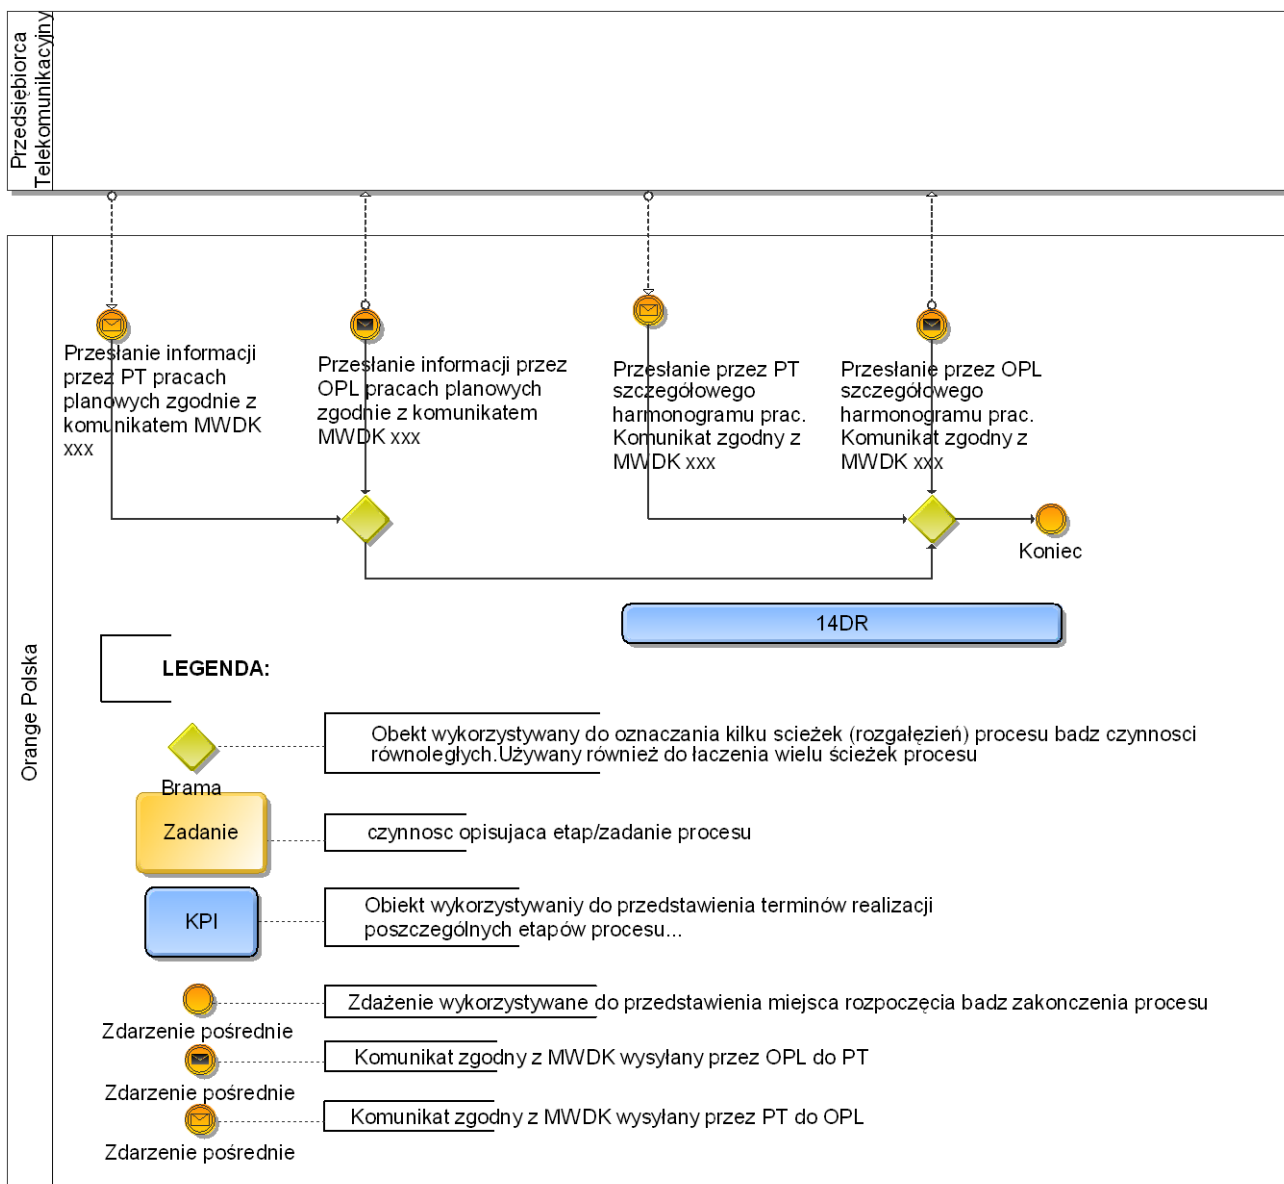 Przedsiębiorca
Telekomunikacyjny
Orange Polska
Przesłanie informacji
przez PT pracach
planowych zgodnie z
komunikatem MWDK
xxx
Przesłanie informacji przez
OPL pracach planowych
zgodnie z komunikatem
MWDK xxx
Przesłanie przez PT
szczegółowego
harmonogramu prac.
Komunikat zgodny z
MWDK xxx
Przesłanie przez OPL
szczegółowego
harmonogramu prac.
Komunikat zgodny z
MWDK xxx
Koniec
14DR
LEGENDA:
Obekt wykorzystywany do oznaczania kilku scieżek (rozgałęzień) procesu badz czynnosci
równoległych.Używany również do łaczenia wielu ścieżek procesu
Brama
Zadanie
czynnosc opisujaca etap/zadanie procesu
KPI
Obiekt wykorzystywaniy do przedstawienia terminów realizacji
poszczególnych etapów procesu...
Zdażenie wykorzystywane do przedstawienia miejsca rozpoczęcia badz zakonczenia procesu
Zdarzenie pośrednie
Komunikat zgodny z MWDK wysyłany przez OPL do PT
Zdarzenie pośrednie
Komunikat zgodny z MWDK wysyłany przez PT do OPL
Zdarzenie pośrednie